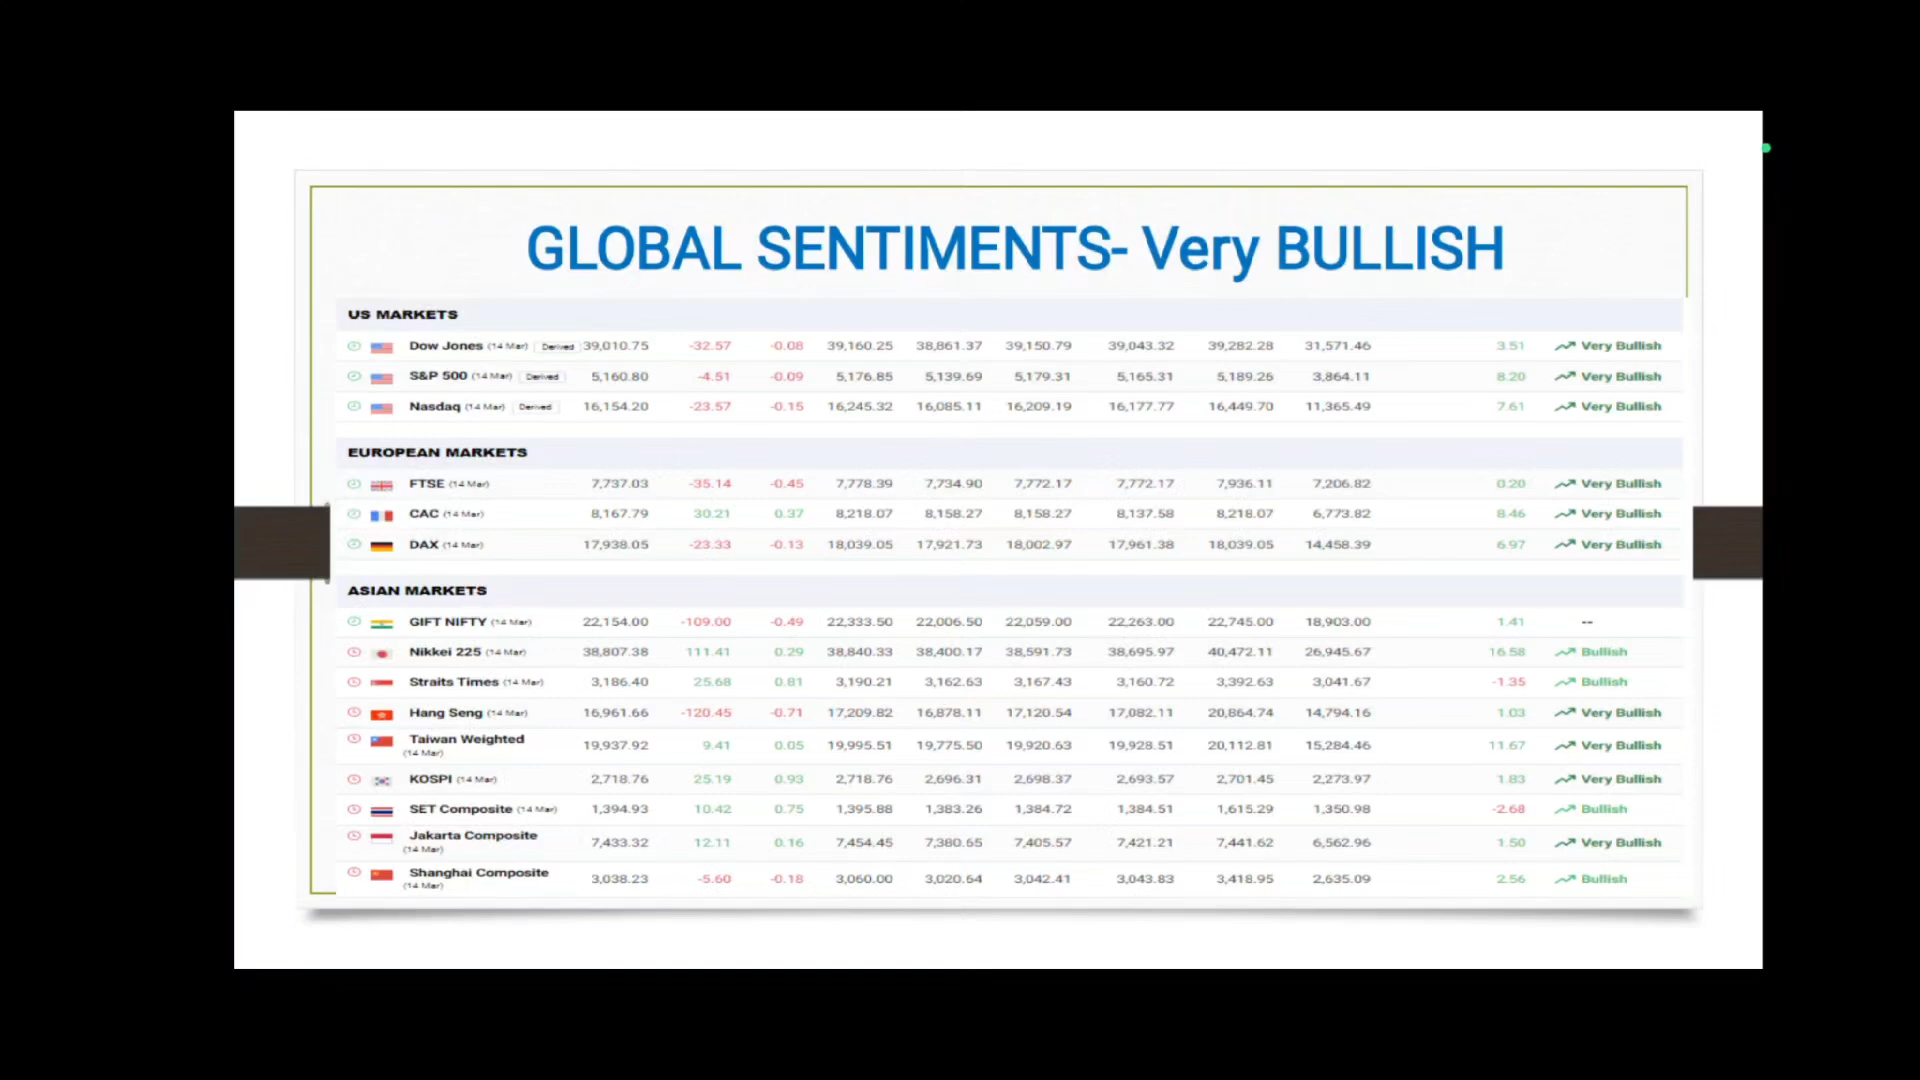 GLOBAL SENTIMENTS- Very BULLISH
US MARKETS
Dow Jones (14 Mar) Derived 39,010.75 -32.57 -0.08 39,160.25 38,861.37 39,150.79 39,043.32 39,282.28 31,571.46 3.51 Very Bullish
S&P 500 (14 Mar) Derived 5,160.80 -4.51 -0.09 5,176.85 5,139.69 5,179.31 5,165.31 5,189.26 3,864.11 8.20 Very Bullish
Nasdaq (14 Mar) Derived 16,154.20 -23.57 -0.15 16,245.32 16,085.11 16,209.19 16,177.77 16,449.70 11,365.49 7.61 Very Bullish
EUROPEAN MARKETS
FTSE (14 Mar) 7,737.03 -35.14 -0.45 7,778.39 7,734.90 7,772.17 7,772.17 7,936.11 7,206.82 0.20 Very Bullish
CAC (14 Mar) 8,167.79 30.21 0.37 8,218.07 8,158.27 8,158.27 8,137.58 8,218.07 6,773.82 8.46 Very Bullish
DAX (14 Mar) 17,938.05 -23.33 -0.13 18,039.05 17,921.73 18,002.97 17,961.38 18,039.05 14,458.39 6.97 Very Bullish
ASIAN MARKETS
GIFT NIFTY (14 Mar) 22,154.00 -109.00 -0.49 22,333.50 22,006.50 22,059.00 22,263.00 22,745.00 18,903.00 1.41 --
Nikkei 225 (14 Mar) 38,807.38 111.41 0.29 38,840.33 38,400.17 38,591.73 38,695.97 40,472.11 26,945.67 16.58 Bullish
Straits Times (14 Mar) 3,186.40 25.68 0.81 3,190.21 3,162.63 3,167.43 3,160.72 3,392.63 3,041.67 -1.35 Bullish
Hang Seng (14 Mar) 16,961.66 -120.45 -0.71 17,209.82 16,878.11 17,120.54 17,082.11 20,864.74 14,794.16 1.03 Very Bullish
Taiwan Weighted
(14 Mar) 19,937.92 9.41 0.05 19,995.51 19,775.50 19,920.63 19,928.51 20,112.81 15,284.46 11.67 Very Bullish
KOSPI (14 Mar) 2,718.76 25.19 0.93 2,718.76 2,696.31 2,698.37 2,693.57 2,701.45 2,273.97 1.83 Very Bullish
SET Composite (14 Mar) 1,394.93 10.42 0.75 1,395.88 1,383.26 1,384.72 1,384.51 1,615.29 1,350.98 -2.68 Bullish
Jakarta Composite
(14 Mar) 7,433.32 12.11 0.16 7,454.45 7,380.65 7,405.57 7,421.21 7,441.62 6,562.96 1.50 Very Bullish
Shanghai Composite
(14 Mar) 3,038.23 -5.60 -0.18 3,060.00 3,020.64 3,042.41 3,043.83 3,418.95 2,635.09 2.56 Bullish